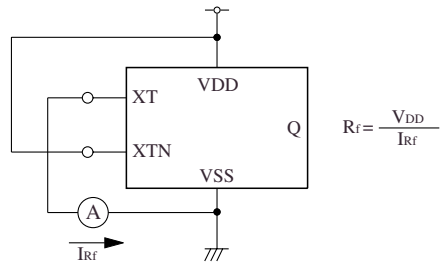 VDD
XT
Q
XTN
VSS
A
IRf
Rf = VDD / IRf